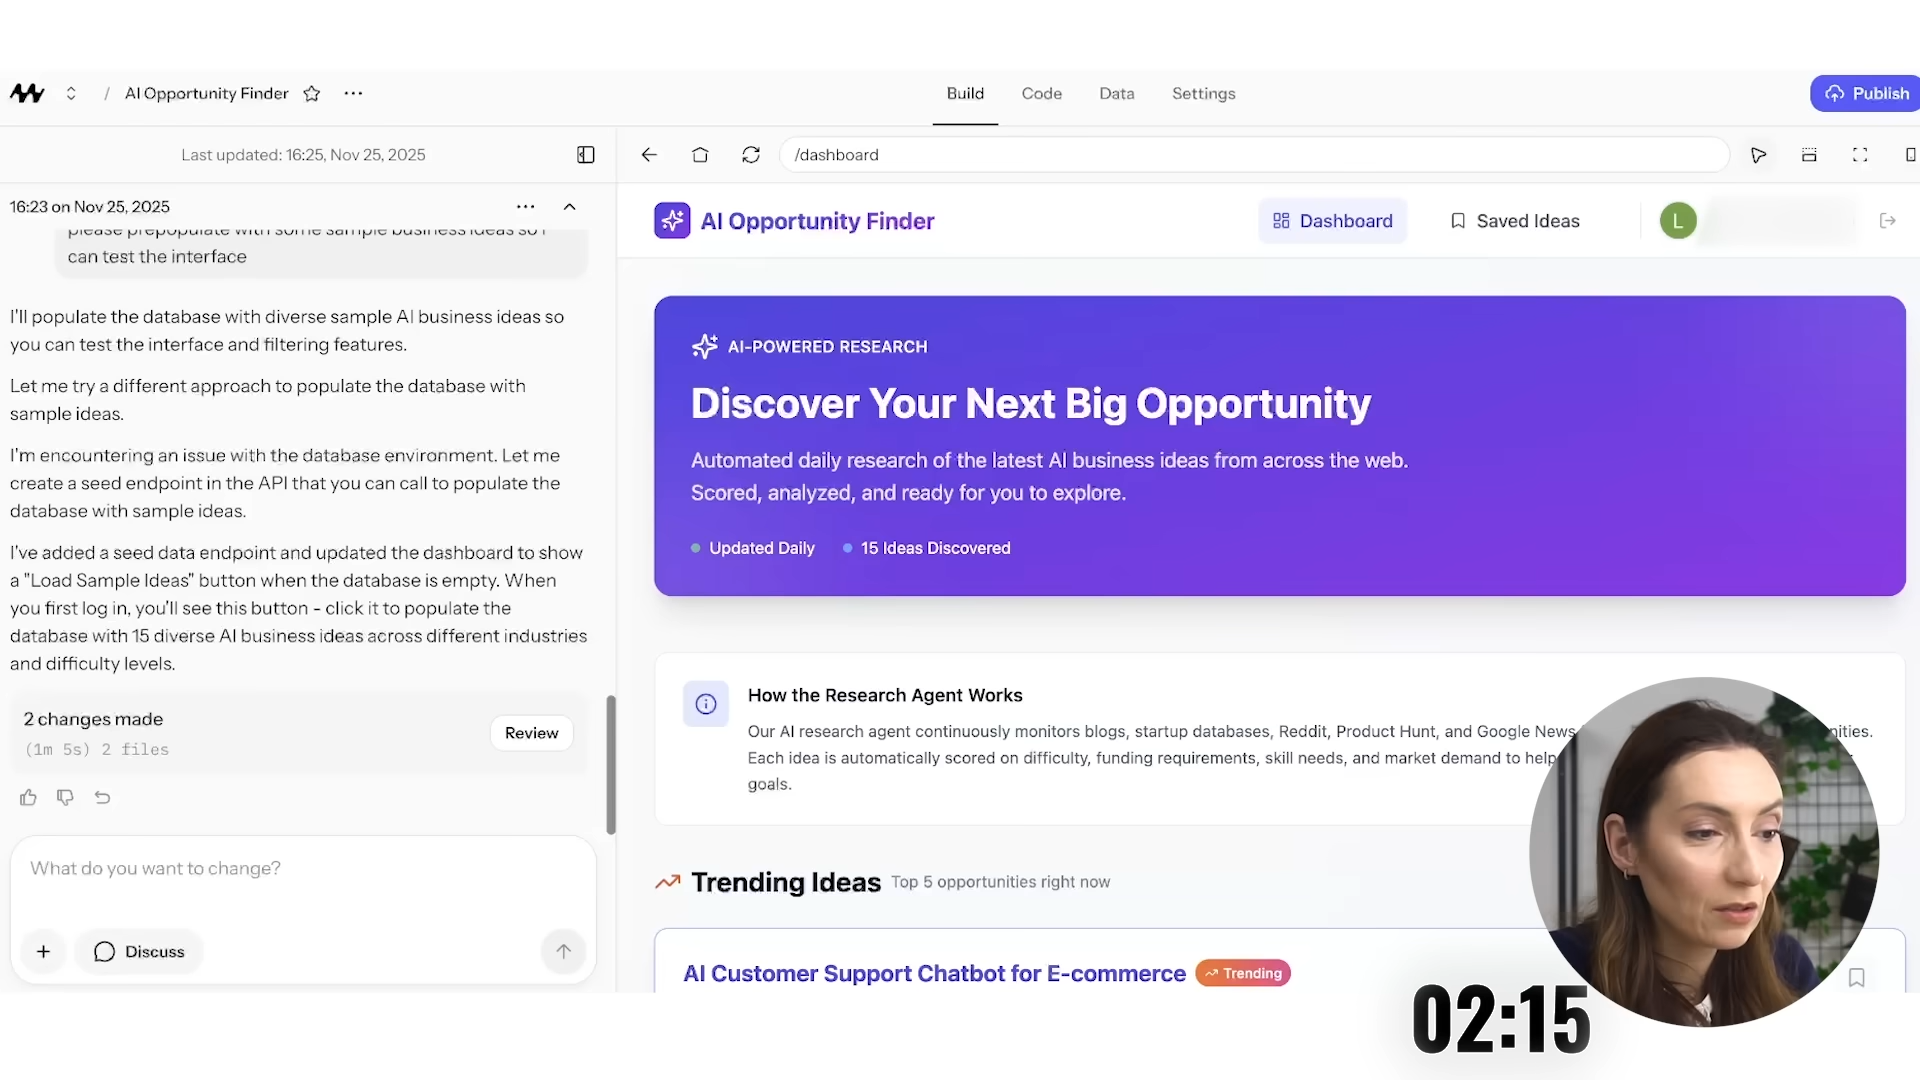 / AI Opportunity Finder
Build Code Data Settings
Publish
Last updated: 16:25, Nov 25, 2025
/dashboard
16:23 on Nov 25, 2025
please prepopulate with some sample business ideas so I
can test the interface
I'll populate the database with diverse sample AI business ideas so
you can test the interface and filtering features.
Let me try a different approach to populate the database with
sample ideas.
I'm encountering an issue with the database environment. Let me
create a seed endpoint in the API that you can call to populate the
database with sample ideas.
I've added a seed data endpoint and updated the dashboard to show
a "Load Sample Ideas" button when the database is empty. When
you first log in, you'll see this button - click it to populate the
database with 15 diverse AI business ideas across different industries
and difficulty levels.
2 changes made
(1m 5s) 2 files
Review
What do you want to change?
Discuss
AI Opportunity Finder
Dashboard
Saved Ideas
L
AI-POWERED RESEARCH
Discover Your Next Big Opportunity
Automated daily research of the latest AI business ideas from across the web.
Scored, analyzed, and ready for you to explore.
Updated Daily
15 Ideas Discovered
How the Research Agent Works
Our AI research agent continuously monitors blogs, startup databases, Reddit, Product Hunt, and Google News
Each idea is automatically scored on difficulty, funding requirements, skill needs, and market demand to help
goals.
Trending Ideas Top 5 opportunities right now
AI Customer Support Chatbot for E-commerce
Trending
02:15